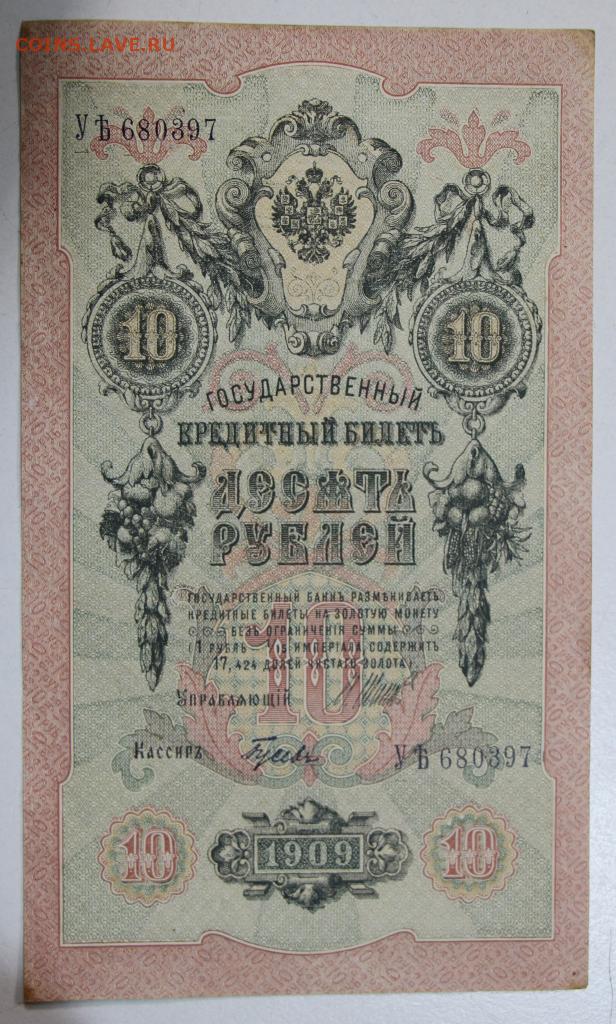 COINS.LAVE.RU
УѢ 680397
10 10
ГОСУДАРСТВЕННЫЙ
КРЕДИТНЫЙ БИЛЕТЪ
ДЕСЯТЬ
РУБЛЕЙ
ГОСУДАРСТВЕННЫЙ БАНКЪ РАЗМѢНИВАЕТЪ
КРЕДИТНЫЕ БИЛЕТЫ НА ЗОЛОТУЮ МОНЕТУ
БЕЗЪ ОГРАНИЧЕНІЯ СУММЫ
(1 РУБЛЬ = 1/15 ИМПЕРІАЛА, СОДЕРЖИТЪ
17,424 ДОЛЕЙ ЧИСТАГО ЗОЛОТА)
10
УПРАВЛЯЮЩІЙ
КАССИРЪ
УѢ 680397
10 1909 10